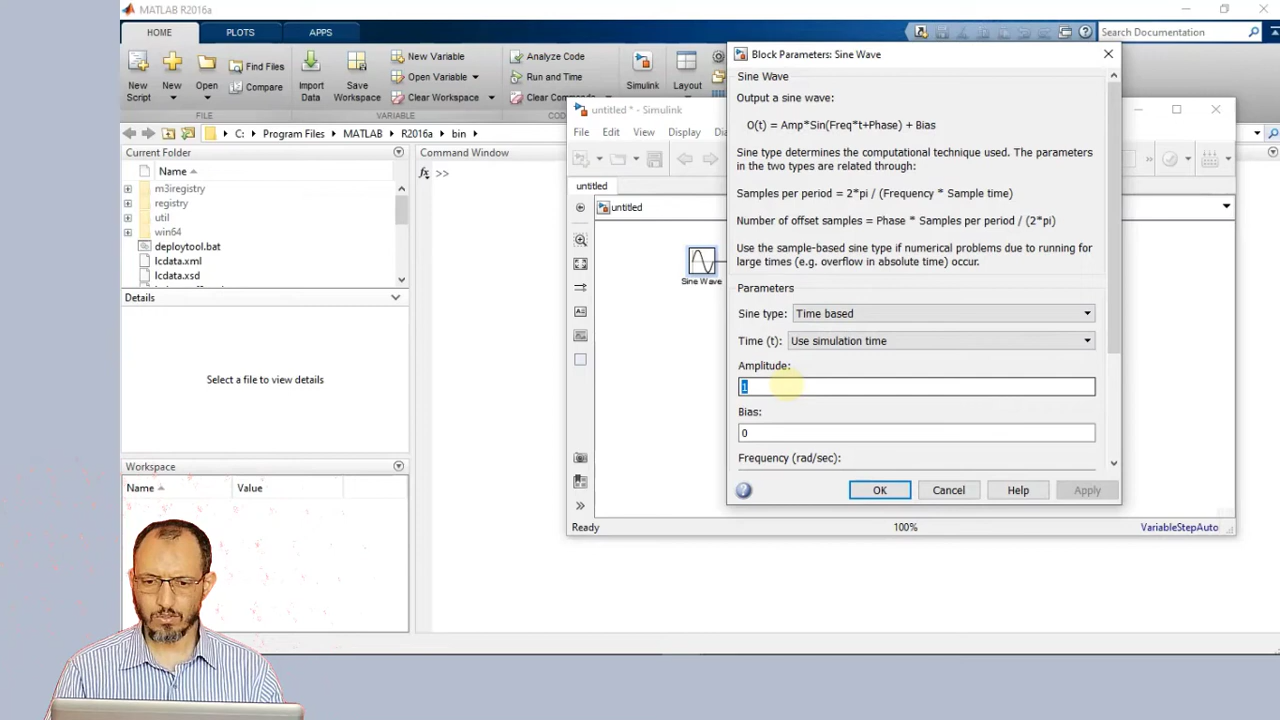 MATLAB R2016a
HOME
PLOTS
APPS
Search Documentation
New Script
New
Open
Find Files
Compare
Import Data
Save Workspace
New Variable
Open Variable
Clear Workspace
Analyze Code
Run and Time
Clear Commands
Simulink
Layout
FILE
VARIABLE
C: Program Files MATLAB R2016a bin
Current Folder
Name
m3iregistry
registry
util
win64
deploytool.bat
lcdata.xml
lcdata.xsd
Details
Select a file to view details
Workspace
Name
Value
Command Window
fx >>
untitled * - Simulink
File Edit View Display
untitled
untitled
Sine Wave
Ready
100%
VariableStepAuto
Block Parameters: Sine Wave
Sine Wave
Output a sine wave:
O(t) = Amp*Sin(Freq*t+Phase) + Bias
Sine type determines the computational technique used. The parameters
in the two types are related through:
Samples per period = 2*pi / (Frequency * Sample time)
Number of offset samples = Phase * Samples per period / (2*pi)
Use the sample-based sine type if numerical problems due to running for
large times (e.g. overflow in absolute time) occur.
Parameters
Sine type: Time based
Time (t): Use simulation time
Amplitude:
1
Bias:
0
Frequency (rad/sec):
OK
Cancel
Help
Apply